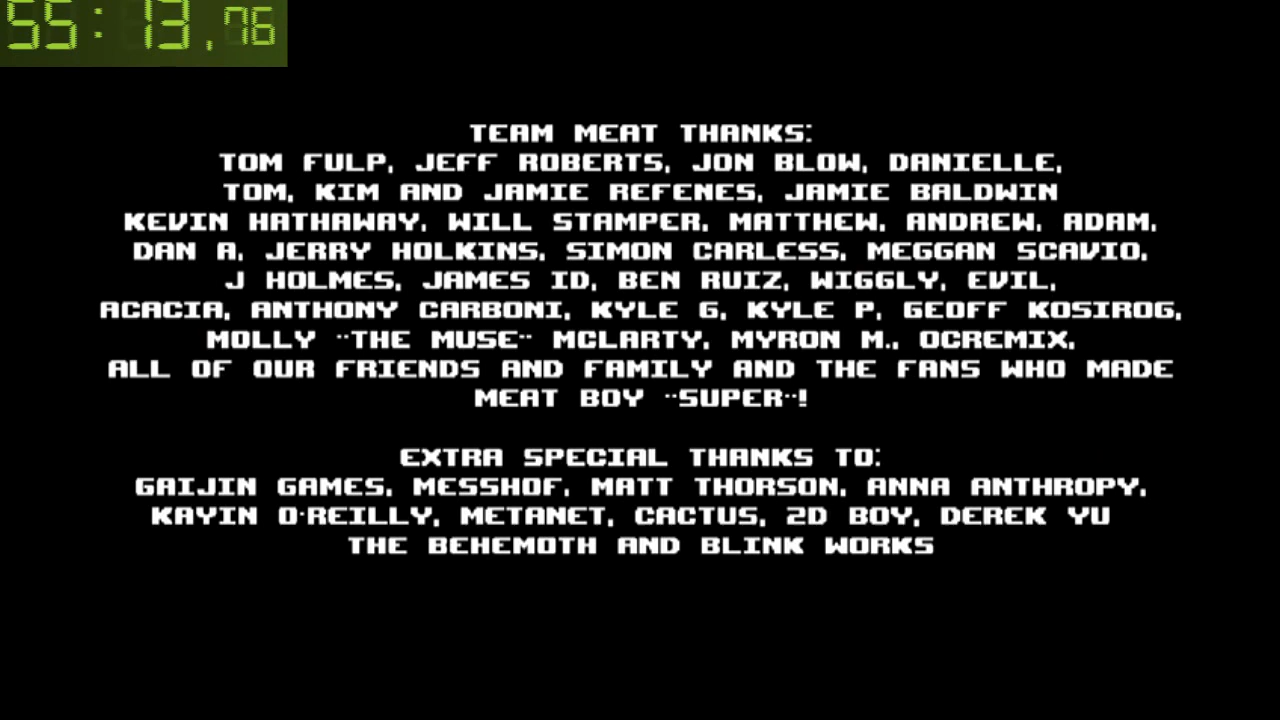 55:13.76
TEAM MEAT THANKS:
TOM FULP, JEFF ROBERTS, JON BLOW, DANIELLE,
TOM, KIM AND JAMIE REFENES, JAMIE BALDWIN
KEVIN HATHAWAY, WILL STAMPER, MATTHEW, ANDREW, ADAM,
DAN A, JERRY HOLKINS, SIMON CARLESS, MEGGAN SCAVIO,
J HOLMES, JAMES ID, BEN RUIZ, WIGGLY, EVIL,
ACACIA, ANTHONY CARBONI, KYLE G, KYLE P, GEOFF KOSIROG,
MOLLY "THE MUSE" MCLARTY, MYRON M., OCREMIX,
ALL OF OUR FRIENDS AND FAMILY AND THE FANS WHO MADE
MEAT BOY "SUPER"!
EXTRA SPECIAL THANKS TO:
GAIJIN GAMES, MESSHOF, MATT THORSON, ANNA ANTHROPY,
KAYIN O'REILLY, METANET, CACTUS, 2D BOY, DEREK YU
THE BEHEMOTH AND BLINK WORKS